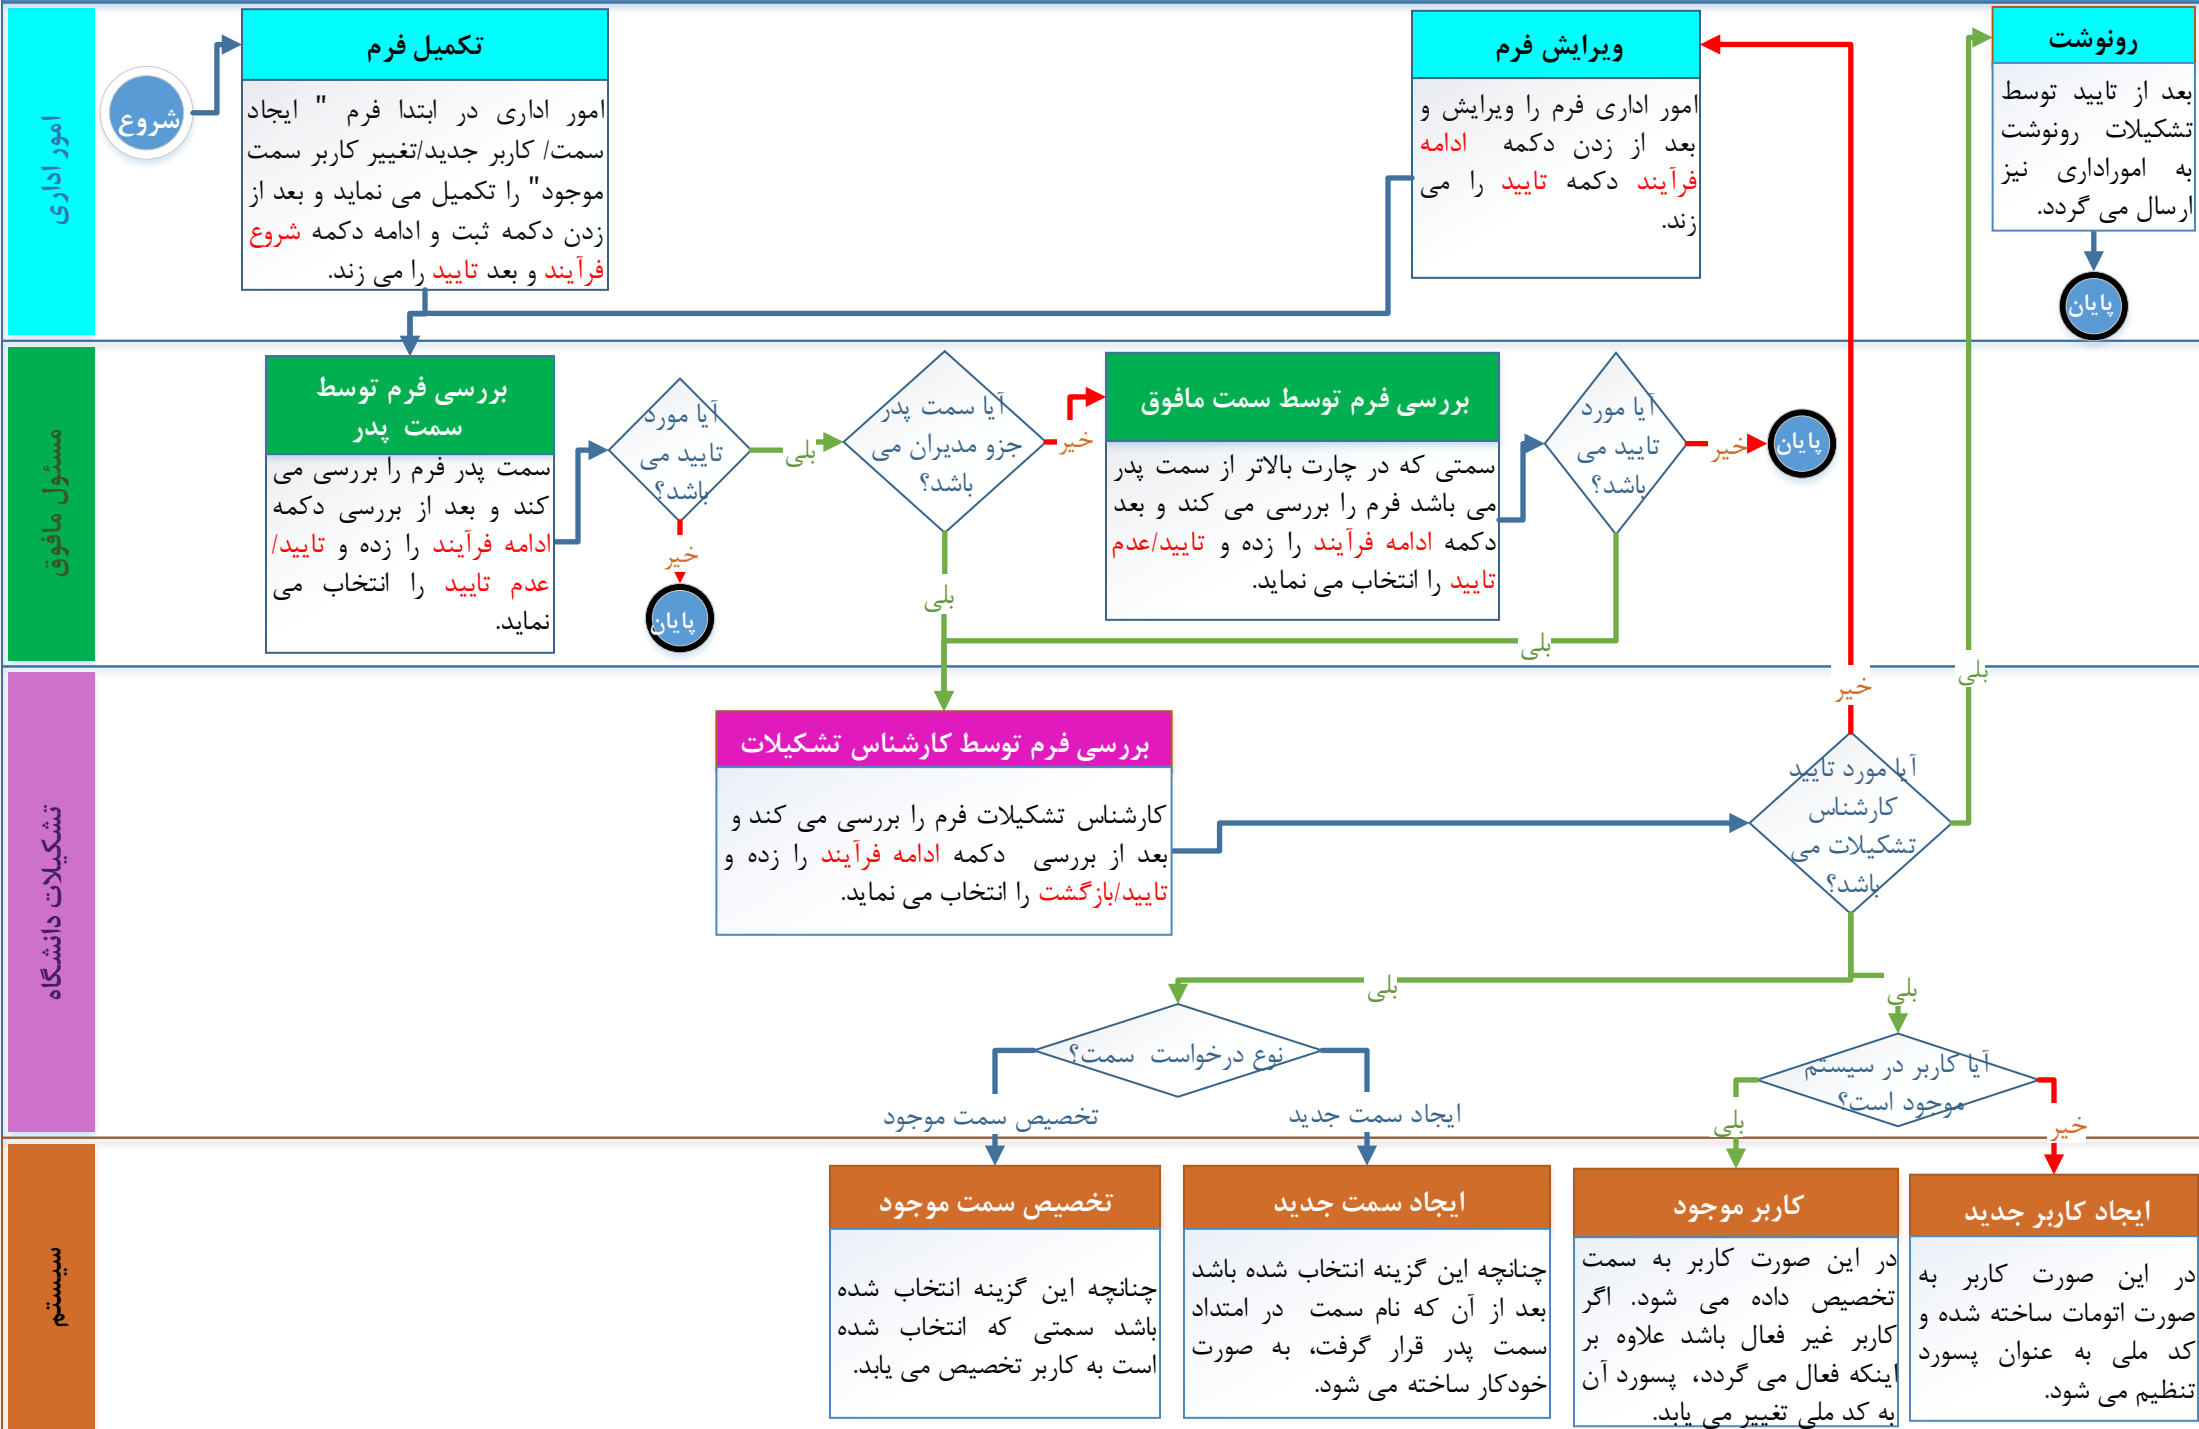 امور اداری
شروع
تکمیل فرم
امور اداری در ابتدا فرم " ایجاد
سمت/ کاربر جدید/تغییر کاربر سمت
موجود" را تکمیل می نماید و بعد از
زدن دکمه ثبت و ادامه دکمه شروع
فرآیند و بعد تایید را می زند.
ویرایش فرم
امور اداری فرم را ویرایش و
بعد از زدن دکمه ادامه
فرآیند دکمه تایید را می
زند.
رونوشت
بعد از تایید توسط
تشکیلات رونوشت
به اموراداری نیز
ارسال می گردد.
پایان
مسئول مافوق
بررسی فرم توسط
سمت پدر
سمت پدر فرم را بررسی می
کند و بعد از بررسی دکمه
ادامه فرآیند را زده و تایید/
عدم تایید را انتخاب می
نماید.
آیا مورد
تایید می
باشد؟
بلی
خیر
پایان
آیا سمت پدر
جزو مدیران می
باشد؟
خیر
بلی
بررسی فرم توسط سمت مافوق
سمتی که در چارت بالاتر از سمت پدر
می باشد فرم را بررسی می کند و بعد
دکمه ادامه فرآیند را زده و تایید/عدم
تایید را انتخاب می نماید.
آیا مورد
تایید می
باشد؟
خیر
پایان
بلی
تشکیلات دانشگاه
بررسی فرم توسط کارشناس تشکیلات
کارشناس تشکیلات فرم را بررسی می کند و
بعد از بررسی دکمه ادامه فرآیند را زده و
تایید/بازگشت را انتخاب می نماید.
خیر
بلی
آیا مورد تایید
کارشناس
تشکیلات می
باشد؟
بلی
بلی
نوع درخواست سمت؟
تخصیص سمت موجود
ایجاد سمت جدید
آیا کاربر در سیستم
موجود است؟
بلی
خیر
سیستم
تخصیص سمت موجود
چنانچه این گزینه انتخاب شده
باشد سمتی که انتخاب شده
است به کاربر تخصیص می یابد.
ایجاد سمت جدید
چنانچه این گزینه انتخاب شده باشد
بعد از آن که نام سمت در امتداد
سمت پدر قرار گرفت، به صورت
خودکار ساخته می شود.
کاربر موجود
در این صورت کاربر به سمت
تخصیص داده می شود. اگر
کاربر غیر فعال باشد علاوه بر
اینکه فعال می گردد، پسورد آن
به کد ملی تغییر می یابد.
ایجاد کاربر جدید
در این صورت کاربر به
صورت اتومات ساخته شده و
کد ملی به عنوان پسورد
تنظیم می شود.